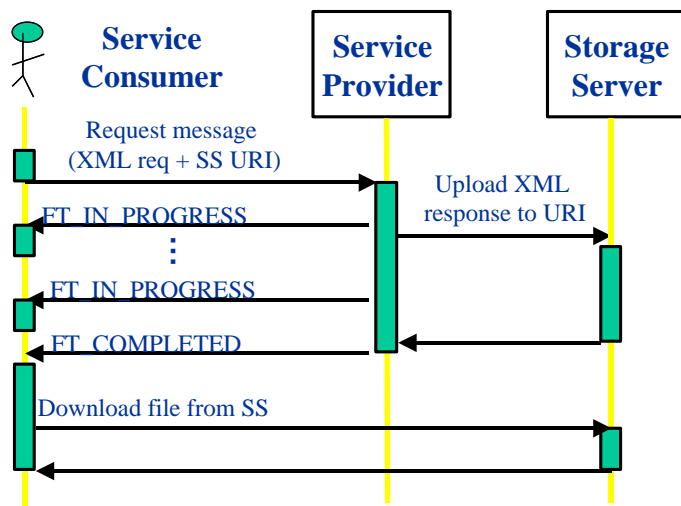 Service
Consumer
Service
Provider
Storage
Server
Request message
(XML req + SS URI)
Upload XML
response to URI
FT_IN_PROGRESS
⋮
FT_IN_PROGRESS
FT_COMPLETED
Download file from SS